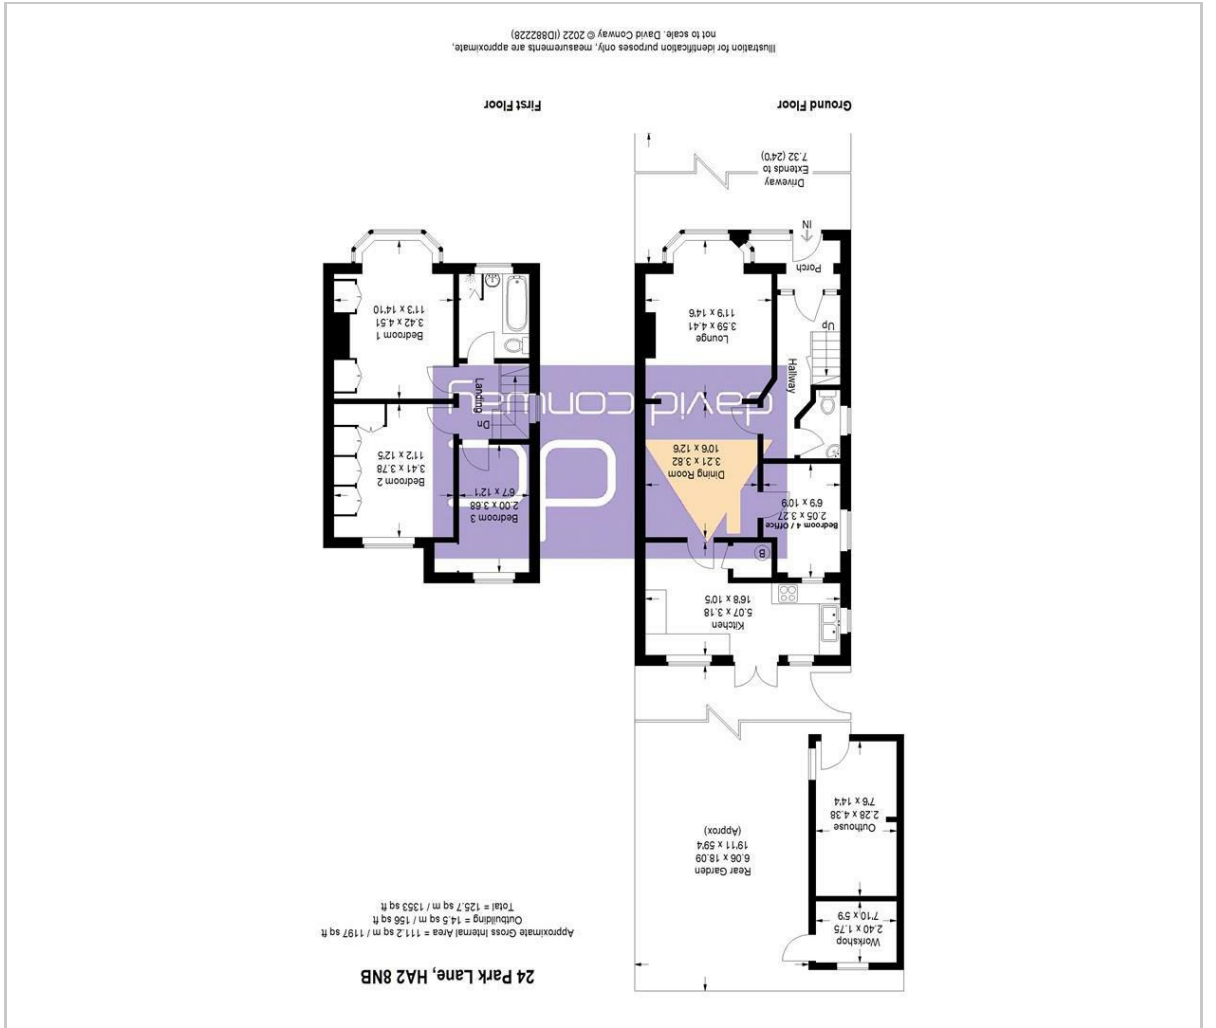 24 Park Lane, HA2 8NB
Approximate Gross Internal Area = 111.2 sq m / 1197 sq ft
Outbuilding = 14.5 sq m / 156 sq ft
Total = 125.7 sq m / 1353 sq ft
Workshop
2.40 x 1.75
7'10 x 5'9
Outhouse
2.28 x 4.38
7'6 x 14'4
Rear Garden
6.06 x 18.09
19'11 x 59'4
(Approx)
Kitchen
5.07 x 3.18
16'8 x 10'5
B
Bedroom 4 / Office
2.05 x 3.27
6'9 x 10'9
Dining Room
3.21 x 3.82
10'6 x 12'6
Hallway
Up
Lounge
3.59 x 4.41
11'9 x 14'6
Porch
IN
Driveway
Extends to
7.32 (24'0)
Ground Floor
Bedroom 3
2.00 x 3.68
6'7 x 12'1
Bedroom 2
3.41 x 3.78
11'2 x 12'5
Dn
Landing
Bedroom 1
3.42 x 4.51
11'3 x 14'10
First Floor
dc
david conway
Illustration for identification purposes only, measurements are approximate,
not to scale. David Conway © 2022 (ID882228)